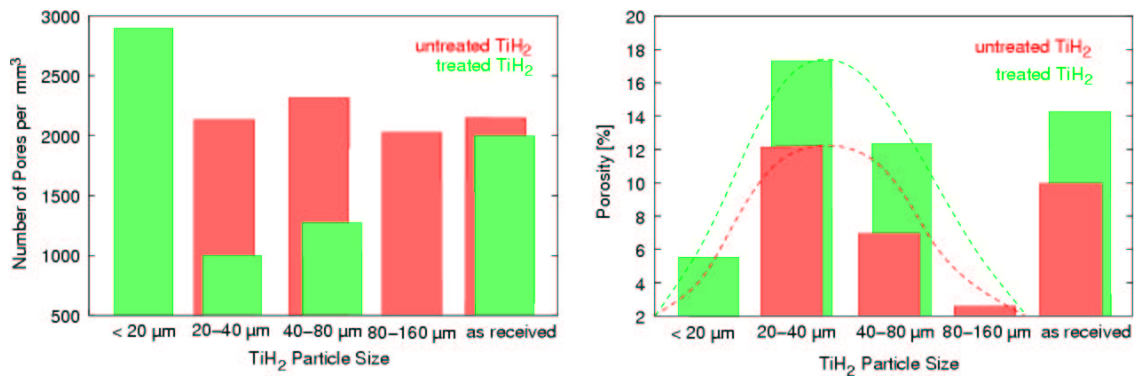 3000
2500
2000
1500
1000
500
Number of Pores per mm³
untreated TiH₂
treated TiH₂
< 20 µm 20–40 µm 40–80 µm 80–160 µm as received
TiH₂ Particle Size
20
18
16
14
12
10
8
6
4
2
Porosity [%]
untreated TiH₂
treated TiH₂
< 20 µm 20–40 µm 40–80 µm 80–160 µm as received
TiH₂ Particle Size